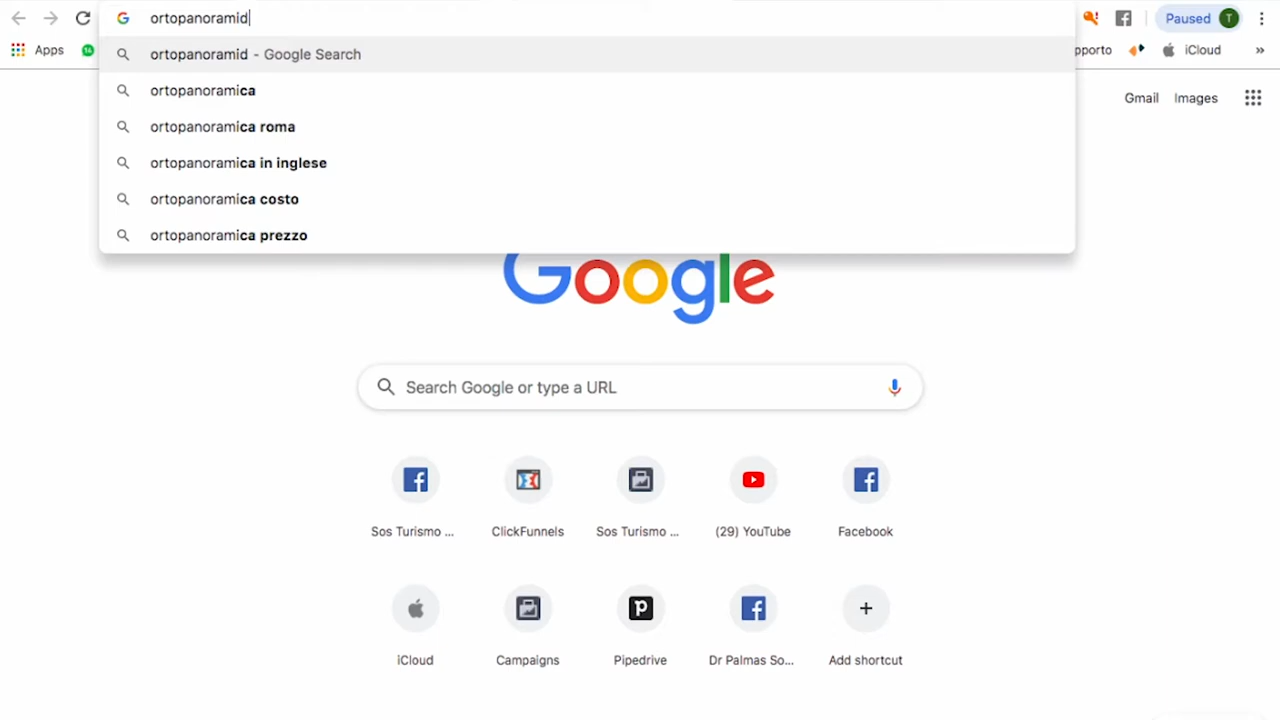 ortopanoramid
Paused T
Apps 14
pporto iCloud »
ortopanoramid - Google Search
ortopanoramica
ortopanoramica roma
ortopanoramica in inglese
ortopanoramica costo
ortopanoramica prezzo
Gmail Images
Google
Search Google or type a URL
Sos Turismo ... ClickFunnels Sos Turismo ... (29) YouTube Facebook
iCloud Campaigns Pipedrive Dr Palmas So... Add shortcut